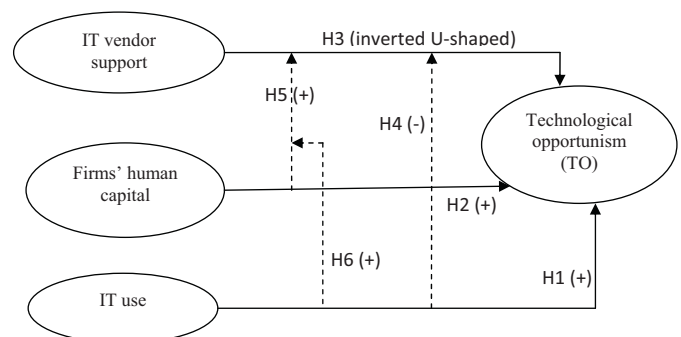 IT vendor
support
H3 (inverted U-shaped)
H5 (+)
H4 (-)
Technological
opportunism
(TO)
Firms' human
capital
H2 (+)
H6 (+)
H1 (+)
IT use